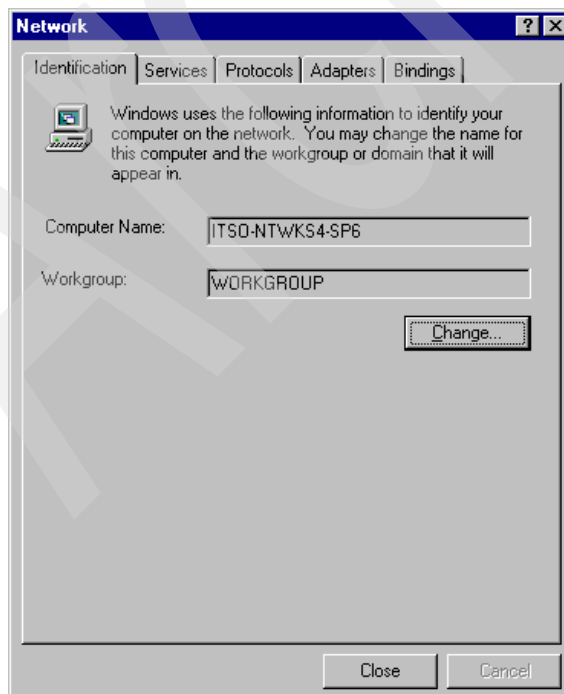 Network
Identification Services Protocols Adapters Bindings
Windows uses the following information to identify your
computer on the network. You may change the name for
this computer and the workgroup or domain that it will
appear in.
Computer Name: ITSO-NTWKS4-SP6
Workgroup: WORKGROUP
Change...
Close Cancel